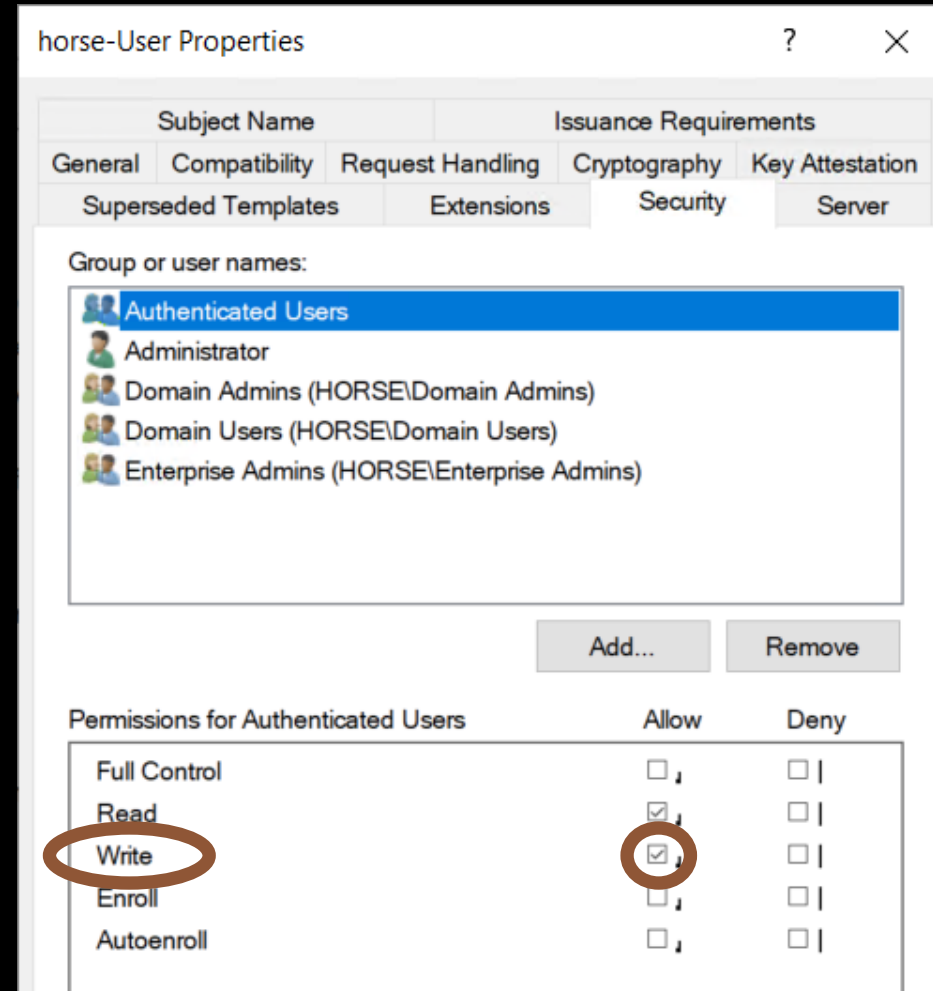 horse-User Properties ?
Subject Name Issuance Requirements
General Compatibility Request Handling Cryptography Key Attestation
Superseded Templates Extensions Security Server
Group or user names:
Authenticated Users
Administrator
Domain Admins (HORSE\Domain Admins)
Domain Users (HORSE\Domain Users)
Enterprise Admins (HORSE\Enterprise Admins)
Add... Remove
Permissions for Authenticated Users Allow Deny
Full Control
Read
Write
Enroll
Autoenroll